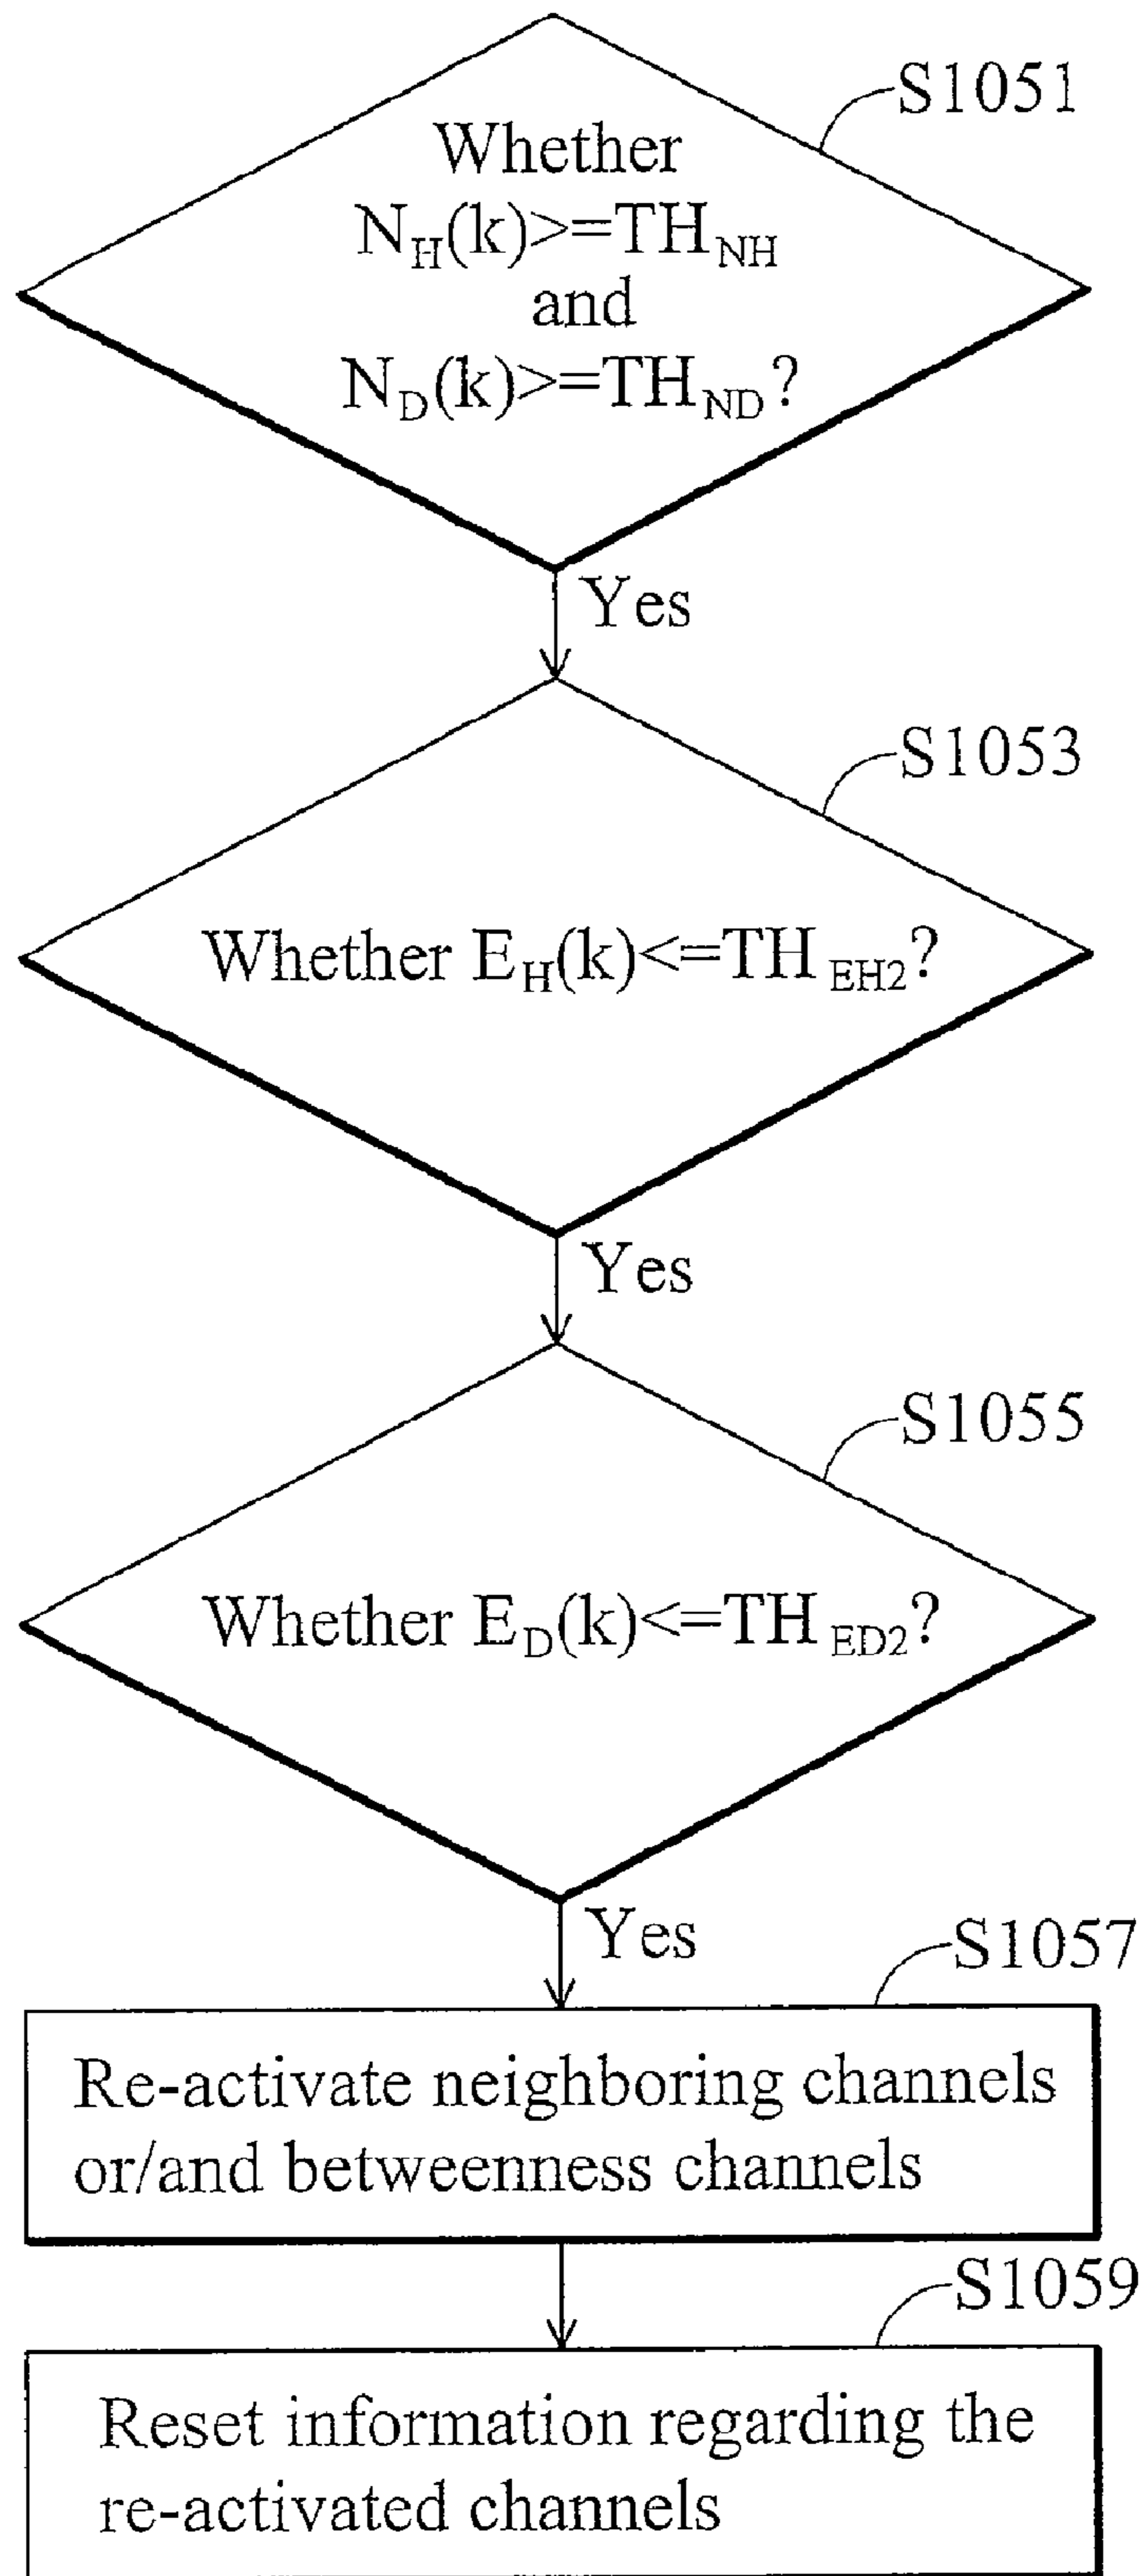 S1051
Whether
N_H(k)>=TH_NH
and
N_D(k)>=TH_ND?
Yes
S1053
Whether E_H(k)<=TH_EH2?
Yes
S1055
Whether E_D(k)<=TH_ED2?
Yes
S1057
Re-activate neighboring channels
or/and betweenness channels
S1059
Reset information regarding the
re-activated channels